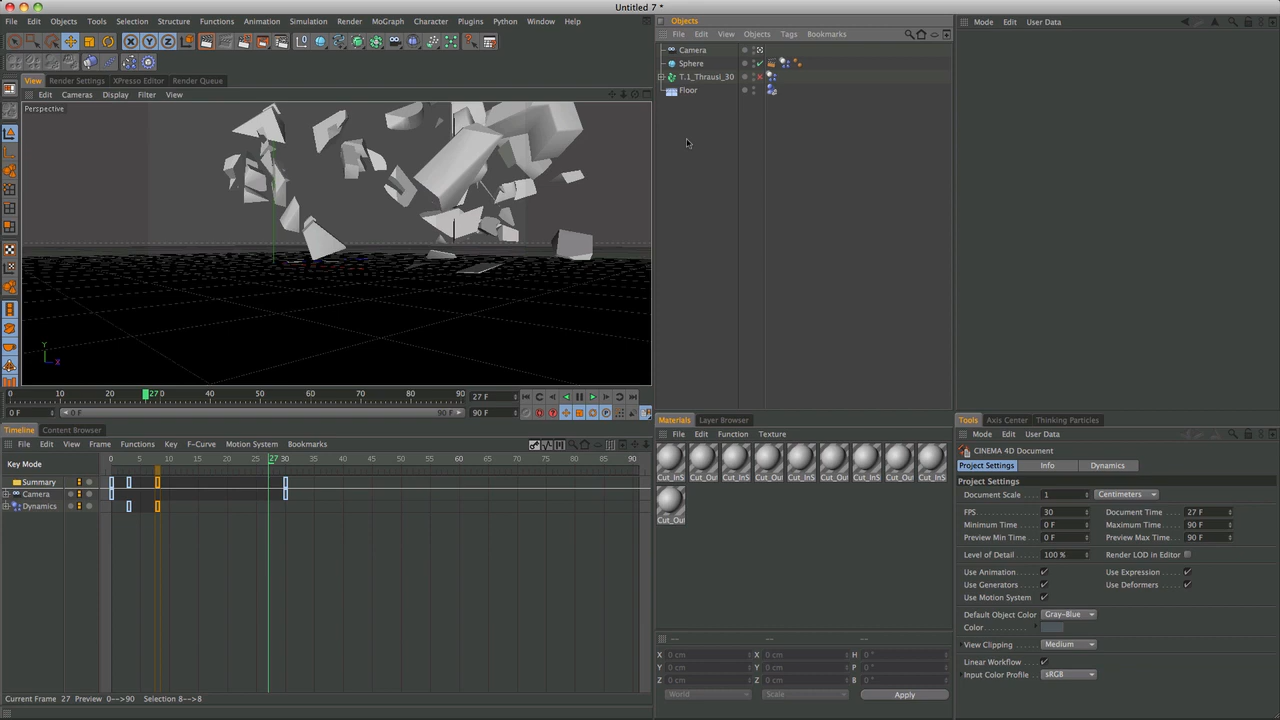 Untitled 7 *
File Edit Objects Tools Selection Structure Functions Animation Simulation Render MoGraph Character Plugins Python Window Help
View Render Settings XPresso Editor Render Queue
Edit Cameras Display Filter View
Perspective
Y
X
0 10 20 27 0 40 50 60 70 80 90 27 F
0 F 0 F 90 F 90 F
Timeline Content Browser
File Edit View Frame Functions Key F-Curve Motion System Bookmarks
Key Mode
0 5 10 15 20 25 27 30 35 40 45 50 55 60 65 70 75 80 85 90
Summary
Camera
Dynamics
Current Frame 27 Preview 0-->90 Selection 8-->8
Objects
File Edit View Objects Tags Bookmarks
Camera
Sphere
T.1_Thrausi_30
Floor
Materials Layer Browser
File Edit Function Texture
Cut_InS Cut_Ou Cut_InS Cut_Ou Cut_InS Cut_Ou Cut_InS Cut_Ou Cut_InS
Cut_Ou
-- -- --
X 0 cm X 0 cm H 0 °
Y 0 cm Y 0 cm P 0 °
Z 0 cm Z 0 cm B 0 °
World Scale Apply
Mode Edit User Data
Tools Axis Center Thinking Particles
Mode Edit User Data
CINEMA 4D Document
Project Settings Info Dynamics
Project Settings
Document Scale 1 Centimeters
FPS 30 Document Time 27 F
Minimum Time 0 F Maximum Time 90 F
Preview Min Time 0 F Preview Max Time 90 F
Level of Detail 100 % Render LOD in Editor
Use Animation Use Expression
Use Generators Use Deformers
Use Motion System
Default Object Color Gray-Blue
Color
View Clipping Medium
Linear Workflow
Input Color Profile sRGB